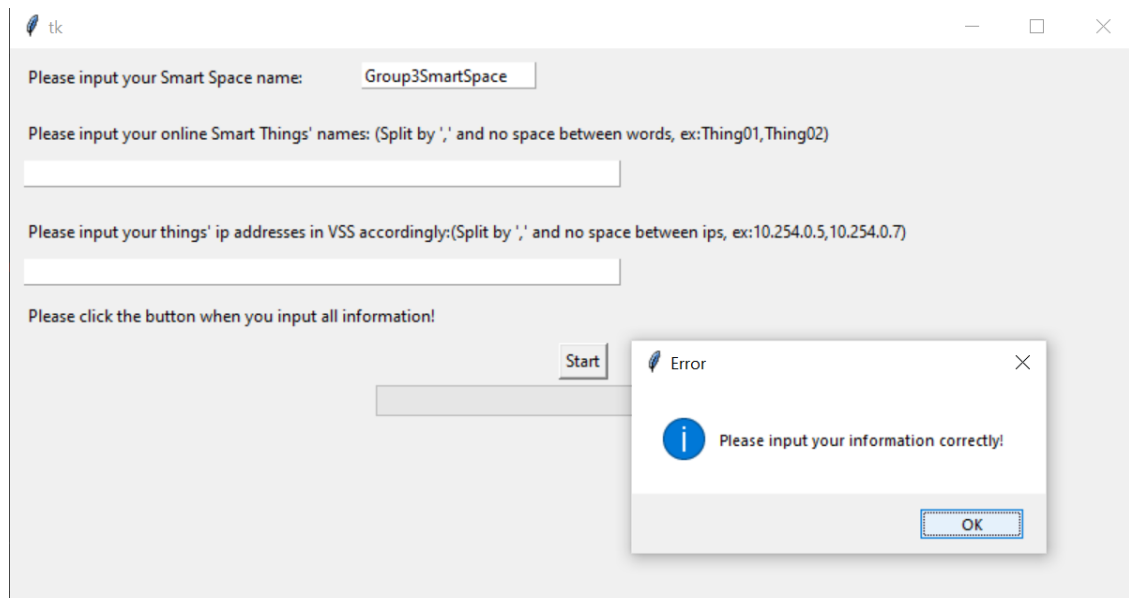 tk
Please input your Smart Space name:
Group3SmartSpace
Please input your online Smart Things' names: (Split by ',' and no space between words, ex:Thing01,Thing02)
Please input your things' ip addresses in VSS accordingly:(Split by ',' and no space between ips, ex:10.254.0.5,10.254.0.7)
Please click the button when you input all information!
Start
Error
Please input your information correctly!
OK